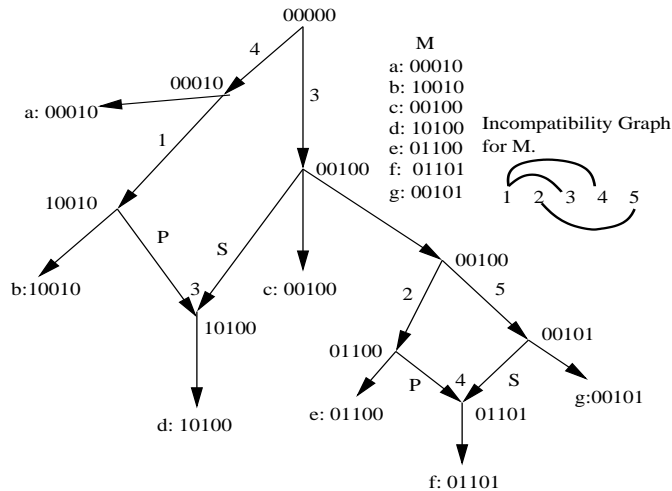 00000
4
M
00010
a: 00010
3
b: 10010
a: 00010
c: 00100
d: 10100
Incompatibility Graph
1
e: 01100
for M.
f: 01101
00100
g: 00101
1 2 3 4 5
10010
P
S
00100
2
5
b:10010
3
c: 00100
10100
00101
01100
P
4
S
d: 10100
e: 01100
01101
g:00101
f: 01101